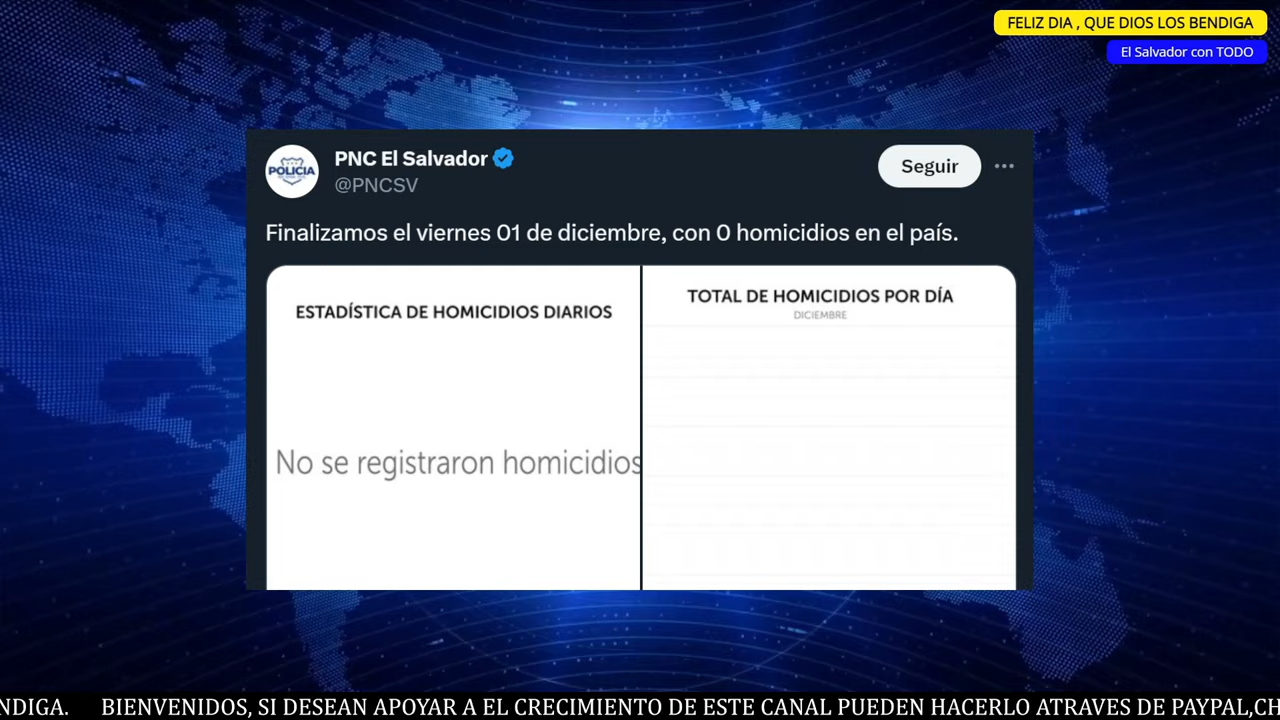 FELIZ DIA , QUE DIOS LOS BENDIGA
El Salvador con TODO
POLICIA
PNC El Salvador
@PNCSV
Seguir
Finalizamos el viernes 01 de diciembre, con 0 homicidios en el país.
ESTADÍSTICA DE HOMICIDIOS DIARIOS
No se registraron homicidios
TOTAL DE HOMICIDIOS POR DÍA
DICIEMBRE
NDIGA. BIENVENIDOS, SI DESEAN APOYAR A EL CRECIMIENTO DE ESTE CANAL PUEDEN HACERLO ATRAVES DE PAYPAL,CH